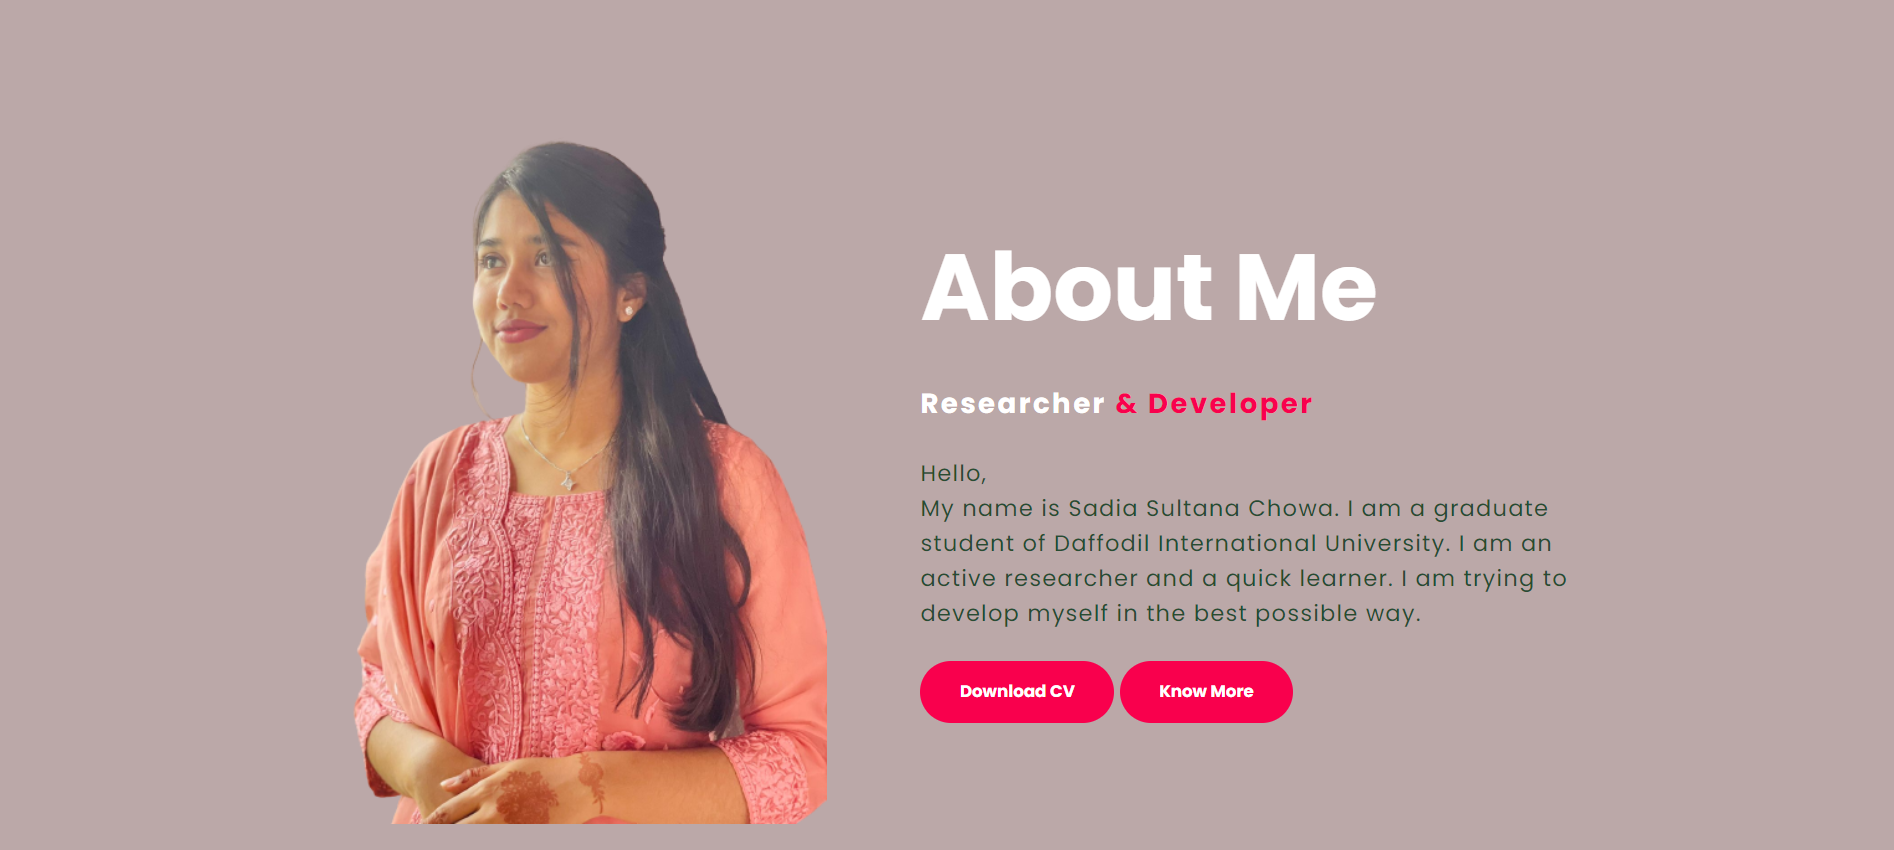 About Me
Researcher & Developer
Hello,
My name is Sadia Sultana Chowa. I am a graduate
student of Daffodil International University. I am an
active researcher and a quick learner. I am trying to
develop myself in the best possible way.
Download CV Know More